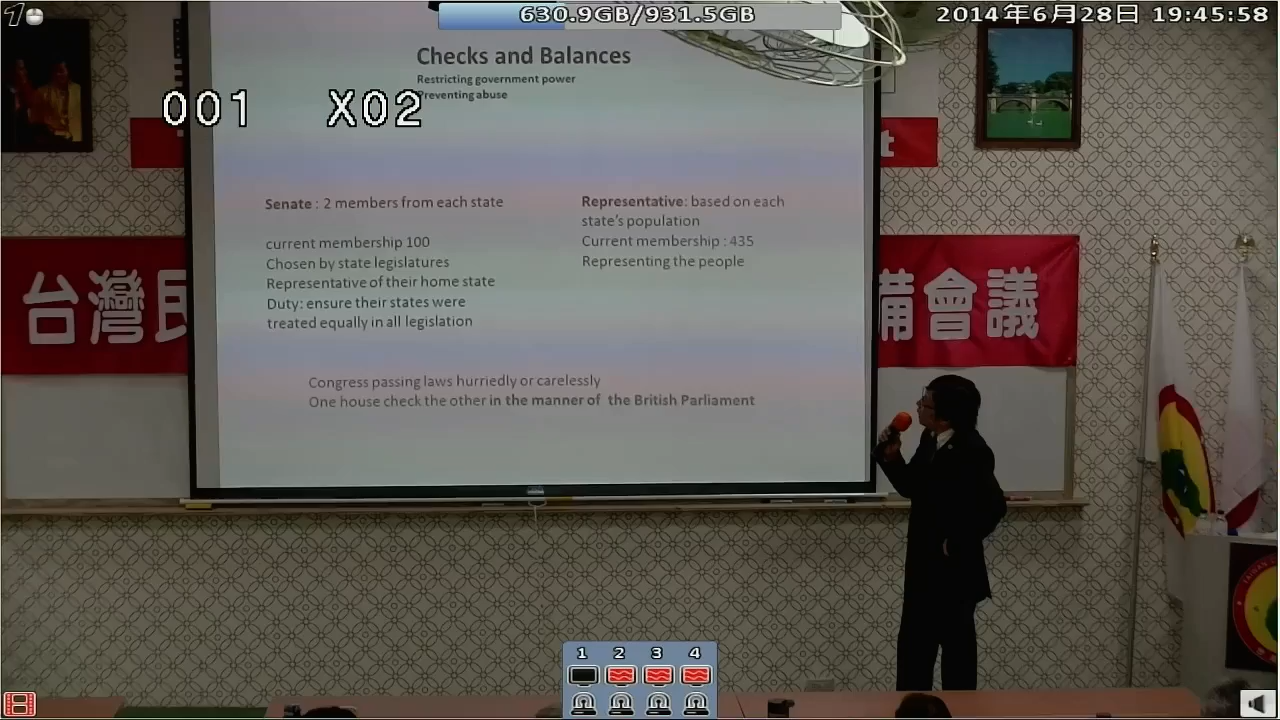 1
630.9GB/931.5GB
2014年6月28日 19:45:58
001 X02
Checks and Balances
Restricting government power
Preventing abuse
t
Senate : 2 members from each state
current membership 100
Chosen by state legislatures
Representative of their home state
Duty: ensure their states were
treated equally in all legislation
Representative: based on each
state's population
Current membership : 435
Representing the people
Congress passing laws hurriedly or carelessly
One house check the other in the manner of the British Parliament
台灣民
備會議
1 2 3 4